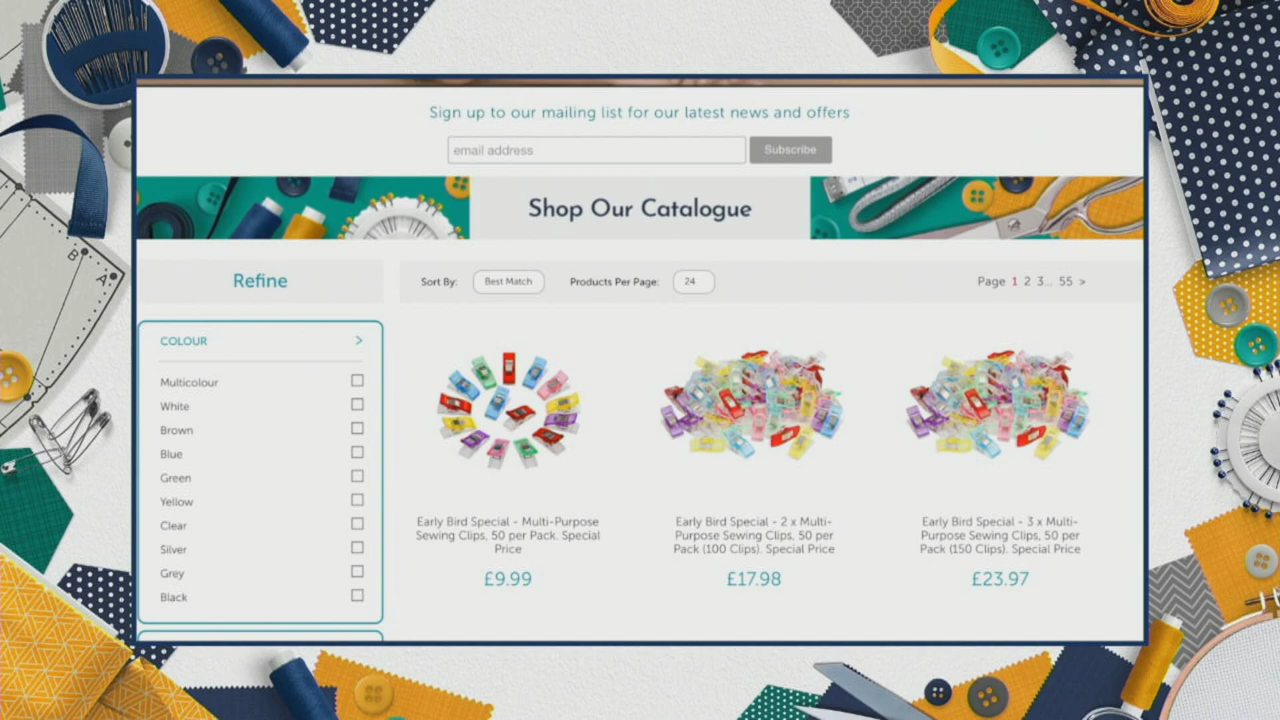 Sign up to our mailing list for our latest news and offers
email address
Subscribe
Shop Our Catalogue
Refine
Sort By: Best Match Products Per Page: 24 Page 1 2 3... 55 >
COLOUR >
Multicolour
White
Brown
Blue
Green
Yellow
Clear
Silver
Grey
Black
Early Bird Special - Multi-Purpose
Sewing Clips, 50 per Pack. Special
Price
£9.99
Early Bird Special - 2 x Multi-
Purpose Sewing Clips, 50 per
Pack (100 Clips). Special Price
£17.98
Early Bird Special - 3 x Multi-
Purpose Sewing Clips, 50 per
Pack (150 Clips). Special Price
£23.97
B
A